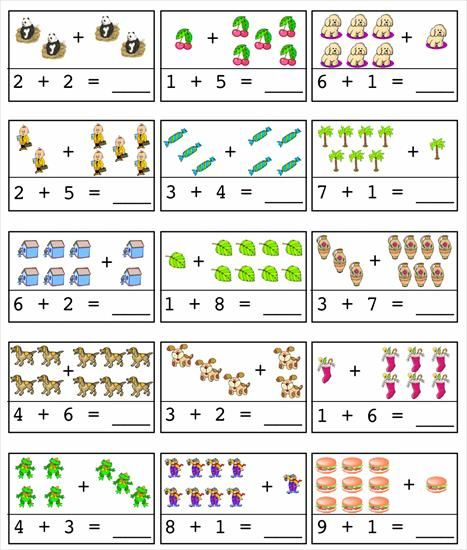 + + +
2 + 2 = ____ 1 + 5 = ____ 6 + 1 = ____
+ + +
2 + 5 = ____ 3 + 4 = ____ 7 + 1 = ____
+ + +
6 + 2 = ____ 1 + 8 = ____ 3 + 7 = ____
+ + +
4 + 6 = ____ 3 + 2 = ____ 1 + 6 = ____
+ + +
4 + 3 = ____ 8 + 1 = ____ 9 + 1 = ____